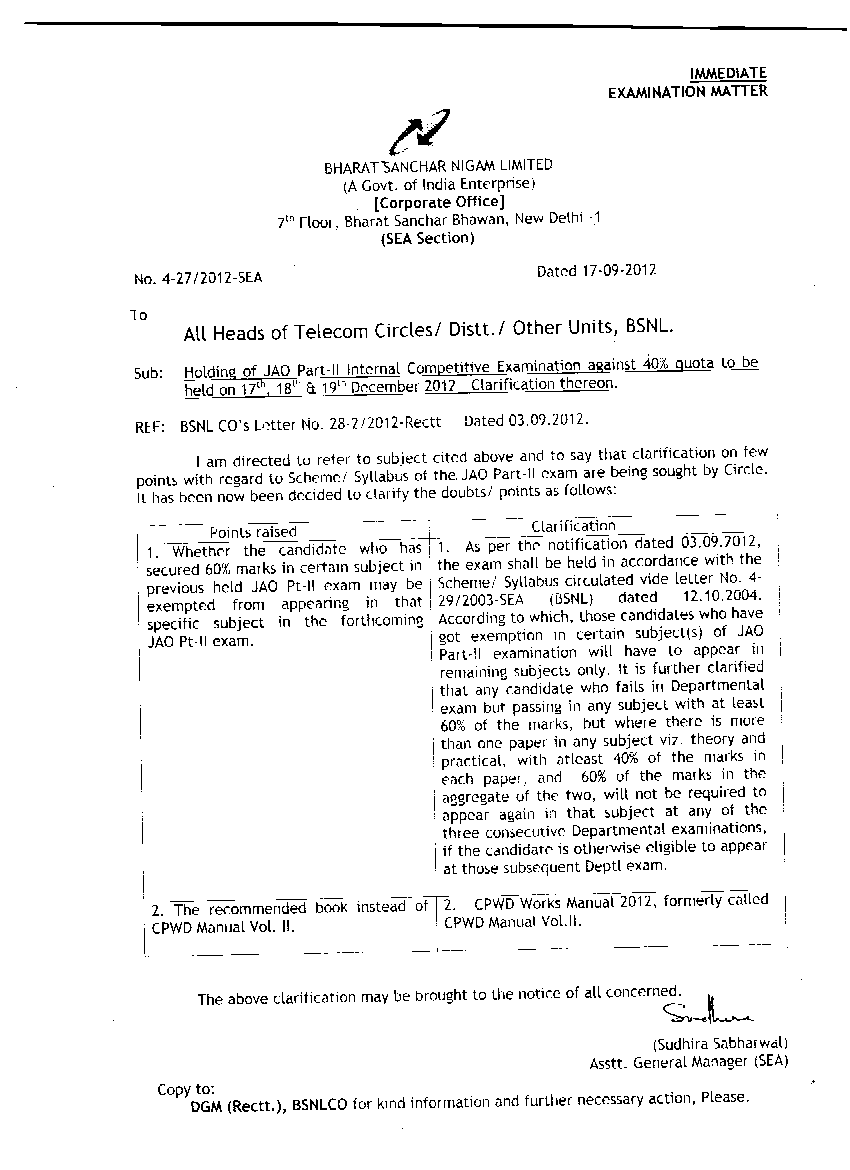 IMMEDIATE
EXAMINATION MATTER
BHARAT SANCHAR NIGAM LIMITED
(A Govt. of India Enterprise)
[Corporate Office]
7th Floor, Bharat Sanchar Bhawan, New Delhi -1
(SEA Section)
No. 4-27/2012-SEA
Dated 17-09-2012
To
All Heads of Telecom Circles/ Distt./ Other Units, BSNL.
Sub: Holding of JAO Part-II Internal Competitive Examination against 40% quota to be
held on 17th, 18th & 19th December 2012 Clarification thereon.
REF: BSNL CO's Letter No. 28-2/2012-Rectt Dated 03.09.2012.
I am directed to refer to subject cited above and to say that clarification on few
points with regard to Scheme/ Syllabus of the JAO Part-II exam are being sought by Circle.
It has been now been decided to clarify the doubts/ points as follows:
Points raised
1. Whether the candidate who has
secured 60% marks in certain subject in
previous held JAO Pt-II exam may be
exempted from appearing in that
specific subject in the forthcoming
JAO Pt-II exam.
Clarification
1. As per the notification dated 03.09.2012,
the exam shall be held in accordance with the
Scheme/ Syllabus circulated vide letter No. 4-
29/2003-SEA (BSNL) dated 12.10.2004.
According to which, those candidates who have
got exemption in certain subject(s) of JAO
Part-II examination will have to appear in
remaining subjects only. It is further clarified
that any candidate who fails in Departmental
exam but passing in any subject with at least
60% of the marks, but where there is more
than one paper in any subject viz. theory and
practical, with atleast 40% of the marks in
each paper, and 60% of the marks in the
aggregate of the two, will not be required to
appear again in that subject at any of the
three consecutive Departmental examinations,
if the candidate is otherwise eligible to appear
at those subsequent Deptl exam.
2. The recommended book instead of
CPWD Manual Vol. II.
2. CPWD Works Manual 2012, formerly called
CPWD Manual Vol.II.
The above clarification may be brought to the notice of all concerned.
Sudhira
(Sudhira Sabharwal)
Asstt. General Manager (SEA)
Copy to:
DGM (Rectt.), BSNLCO for kind information and further necessary action, Please.